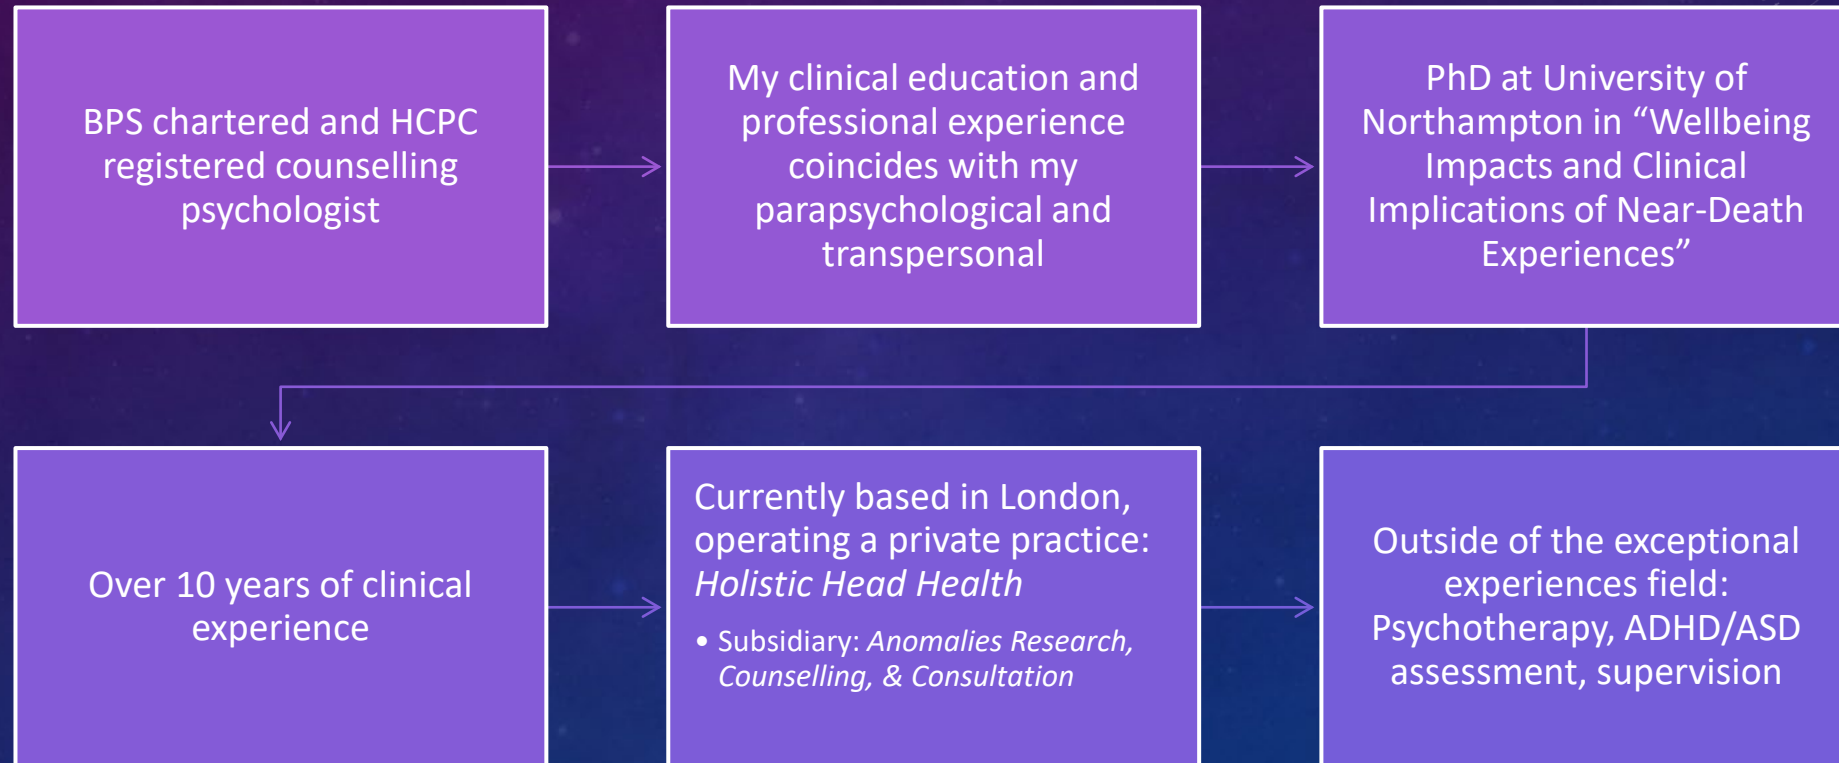 BPS chartered and HCPC
registered counselling
psychologist
My clinical education and
professional experience
coincides with my
parapsychological and
transpersonal
PhD at University of
Northampton in “Wellbeing
Impacts and Clinical
Implications of Near-Death
Experiences”
Over 10 years of clinical
experience
Currently based in London,
operating a private practice:
Holistic Head Health
• Subsidiary: Anomalies Research,
Counselling, & Consultation
Outside of the exceptional
experiences field:
Psychotherapy, ADHD/ASD
assessment, supervision